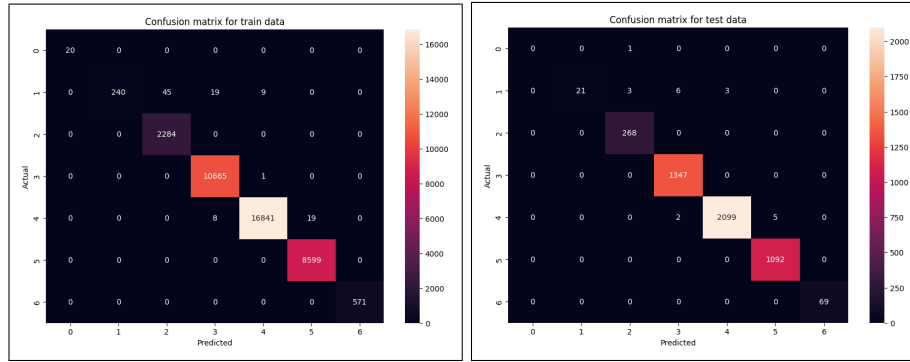 Confusion matrix for train data
0 20 0 0 0 0 0 0
1 0 240 45 19 9 0 0
2 0 0 2284 0 0 0 0
3 0 0 0 10665 1 0 0
4 0 0 0 8 16841 19 0
5 0 0 0 0 0 8599 0
6 0 0 0 0 0 0 571
0 1 2 3 4 5 6
Actual
Predicted
16000
14000
12000
10000
8000
6000
4000
2000
0
Confusion matrix for test data
0 0 0 1 0 0 0 0
1 0 21 3 6 3 0 0
2 0 0 268 0 0 0 0
3 0 0 0 1347 0 0 0
4 0 0 0 2 2099 5 0
5 0 0 0 0 0 1092 0
6 0 0 0 0 0 0 69
0 1 2 3 4 5 6
Actual
Predicted
2000
1750
1500
1250
1000
750
500
250
0